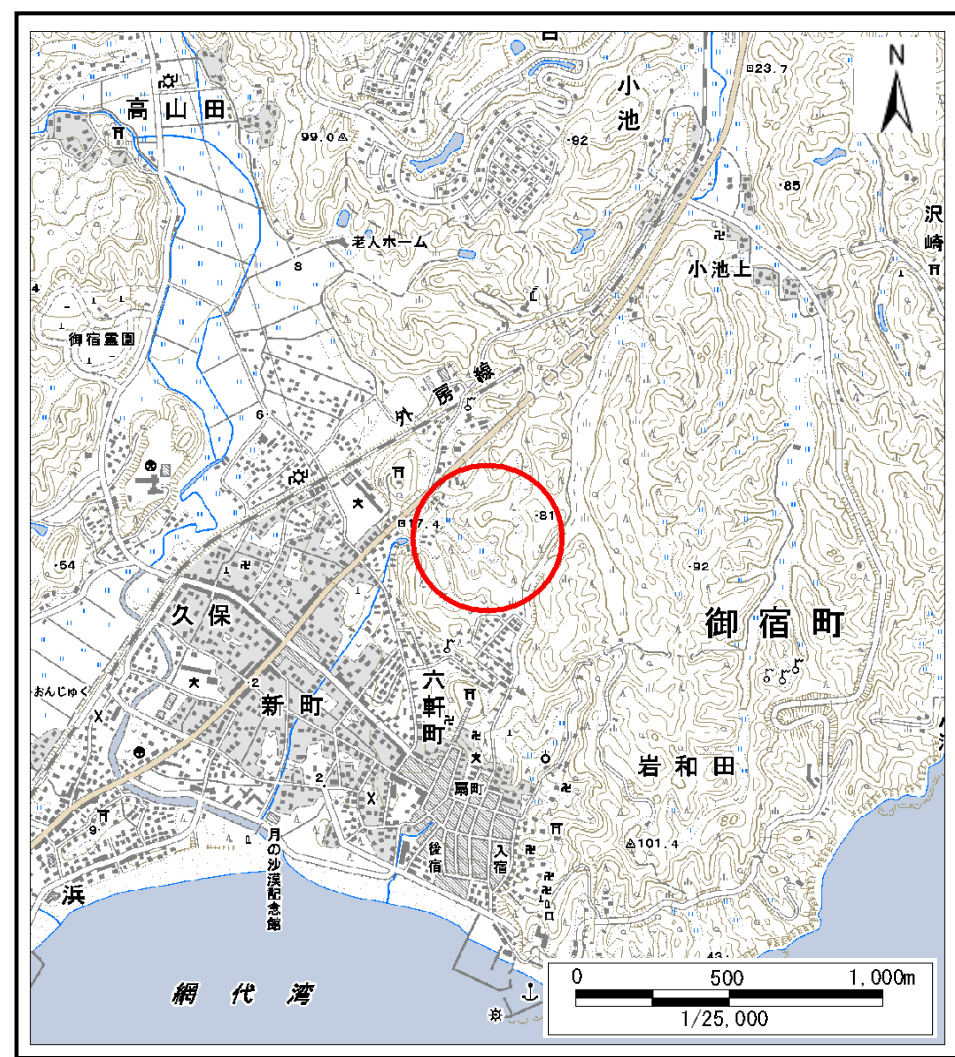 N
小池
23.7
高山田
99.0
82
85
沢崎
老人ホーム
小池上
8
御宿霊園
外房線
6
17.4
81
54
92
久保
御宿町
おんじゅく
2
新町
六軒町
岩和田
扇町
2
9
月の沙漠記念館
後宿
入宿
101.4
浜
43
網代湾
0 500 1,000m
1/25,000